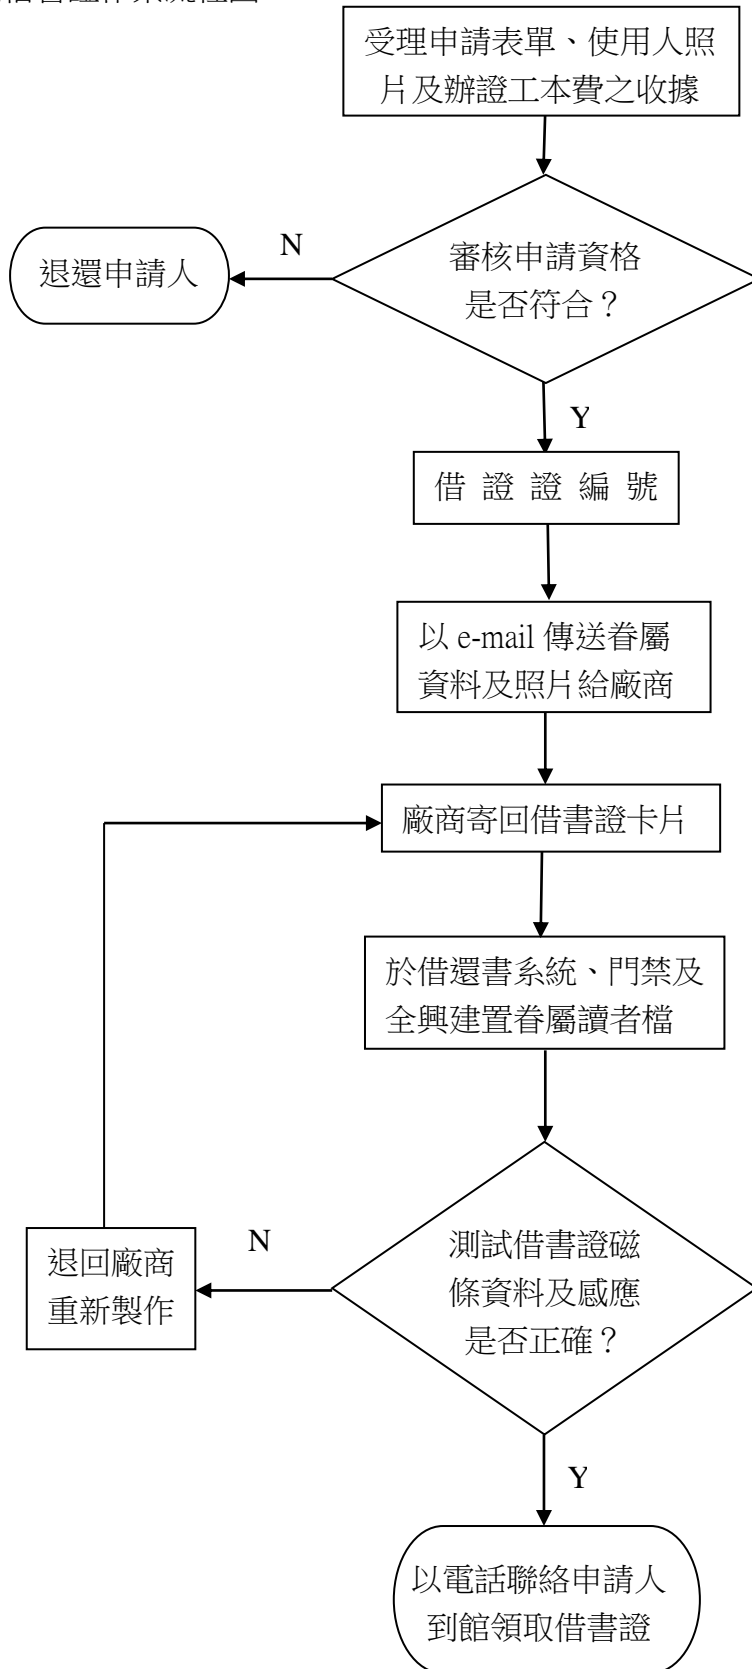 受理申請表單、使用人照
片及辦證工本費之收據
審核申請資格
是否符合？
N
退還申請人
Y
借 證 證 編 號
以 e-mail 傳送眷屬
資料及照片給廠商
廠商寄回借書證卡片
於借還書系統、門禁及
全興建置眷屬讀者檔
測試借書證磁
條資料及感應
是否正確？
N
退回廠商
重新製作
Y
以電話聯絡申請人
到館領取借書證